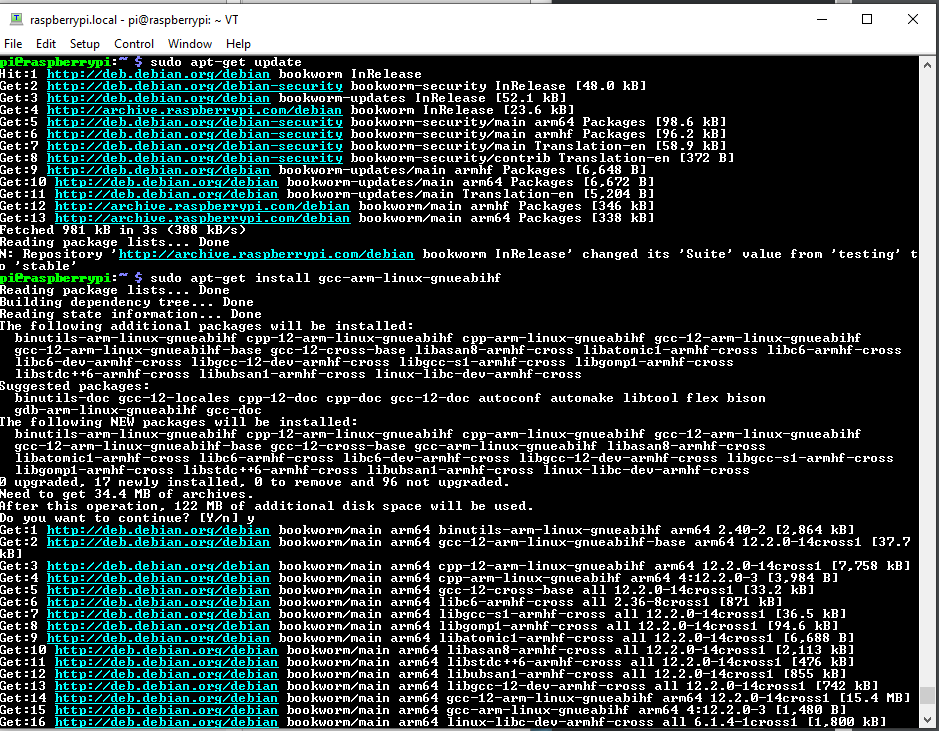 raspberrypi.local - pi@raspberrypi: ~ VT
File Edit Setup Control Window Help
pi@raspberrypi:~ $ sudo apt-get update
Hit:1 http://deb.debian.org/debian bookworm InRelease
Get:2 http://deb.debian.org/debian-security bookworm-security InRelease [48.0 kB]
Get:3 http://deb.debian.org/debian bookworm-updates InRelease [52.1 kB]
Get:4 http://archive.raspberrypi.com/debian bookworm InRelease [23.6 kB]
Get:5 http://deb.debian.org/debian-security bookworm-security/main arm64 Packages [98.6 kB]
Get:6 http://deb.debian.org/debian-security bookworm-security/main armhf Packages [96.2 kB]
Get:7 http://deb.debian.org/debian-security bookworm-security/main Translation-en [58.9 kB]
Get:8 http://deb.debian.org/debian-security bookworm-security/contrib Translation-en [372 B]
Get:9 http://deb.debian.org/debian bookworm-updates/main armhf Packages [6,648 B]
Get:10 http://deb.debian.org/debian bookworm-updates/main arm64 Packages [6,672 B]
Get:11 http://deb.debian.org/debian bookworm-updates/main Translation-en [5,204 B]
Get:12 http://archive.raspberrypi.com/debian bookworm/main armhf Packages [346 kB]
Get:13 http://archive.raspberrypi.com/debian bookworm/main arm64 Packages [338 kB]
Fetched 981 kB in 3s (388 kB/s)
Reading package lists... Done
N: Repository 'http://archive.raspberrypi.com/debian bookworm InRelease' changed its 'Suite' value from 'testing' t
o 'stable'
pi@raspberrypi:~ $ sudo apt-get install gcc-arm-linux-gnueabihf
Reading package lists... Done
Building dependency tree... Done
Reading state information... Done
The following additional packages will be installed:
binutils-arm-linux-gnueabihf cpp-12-arm-linux-gnueabihf cpp-arm-linux-gnueabihf gcc-12-arm-linux-gnueabihf
gcc-12-arm-linux-gnueabihf-base gcc-12-cross-base libasan8-armhf-cross libatomic1-armhf-cross libc6-armhf-cross
libc6-dev-armhf-cross libgcc-12-dev-armhf-cross libgcc-s1-armhf-cross libgomp1-armhf-cross
libstdc++6-armhf-cross libubsan1-armhf-cross linux-libc-dev-armhf-cross
Suggested packages:
binutils-doc gcc-12-locales cpp-12-doc cpp-doc gcc-12-doc autoconf automake libtool flex bison
gdb-arm-linux-gnueabihf gcc-doc
The following NEW packages will be installed:
binutils-arm-linux-gnueabihf cpp-12-arm-linux-gnueabihf cpp-arm-linux-gnueabihf gcc-12-arm-linux-gnueabihf
gcc-12-arm-linux-gnueabihf-base gcc-12-cross-base gcc-arm-linux-gnueabihf libasan8-armhf-cross
libatomic1-armhf-cross libc6-armhf-cross libc6-dev-armhf-cross libgcc-12-dev-armhf-cross libgcc-s1-armhf-cross
libgomp1-armhf-cross libstdc++6-armhf-cross libubsan1-armhf-cross linux-libc-dev-armhf-cross
0 upgraded, 17 newly installed, 0 to remove and 96 not upgraded.
Need to get 34.4 MB of archives.
After this operation, 122 MB of additional disk space will be used.
Do you want to continue? [Y/n] y
Get:1 http://deb.debian.org/debian bookworm/main arm64 binutils-arm-linux-gnueabihf arm64 2.40-2 [2,864 kB]
Get:2 http://deb.debian.org/debian bookworm/main arm64 gcc-12-arm-linux-gnueabihf-base arm64 12.2.0-14cross1 [37.7
kB]
Get:3 http://deb.debian.org/debian bookworm/main arm64 cpp-12-arm-linux-gnueabihf arm64 12.2.0-14cross1 [7,758 kB]
Get:4 http://deb.debian.org/debian bookworm/main arm64 cpp-arm-linux-gnueabihf arm64 4:12.2.0-3 [3,984 B]
Get:5 http://deb.debian.org/debian bookworm/main arm64 gcc-12-cross-base all 12.2.0-14cross1 [33.2 kB]
Get:6 http://deb.debian.org/debian bookworm/main arm64 libc6-armhf-cross all 2.36-8cross1 [871 kB]
Get:7 http://deb.debian.org/debian bookworm/main arm64 libgcc-s1-armhf-cross all 12.2.0-14cross1 [36.5 kB]
Get:8 http://deb.debian.org/debian bookworm/main arm64 libgomp1-armhf-cross all 12.2.0-14cross1 [94.6 kB]
Get:9 http://deb.debian.org/debian bookworm/main arm64 libatomic1-armhf-cross all 12.2.0-14cross1 [6,688 B]
Get:10 http://deb.debian.org/debian bookworm/main arm64 libasan8-armhf-cross all 12.2.0-14cross1 [2,113 kB]
Get:11 http://deb.debian.org/debian bookworm/main arm64 libstdc++6-armhf-cross all 12.2.0-14cross1 [476 kB]
Get:12 http://deb.debian.org/debian bookworm/main arm64 libubsan1-armhf-cross all 12.2.0-14cross1 [855 kB]
Get:13 http://deb.debian.org/debian bookworm/main arm64 libgcc-12-dev-armhf-cross all 12.2.0-14cross1 [742 kB]
Get:14 http://deb.debian.org/debian bookworm/main arm64 gcc-12-arm-linux-gnueabihf arm64 12.2.0-14cross1 [15.4 MB]
Get:15 http://deb.debian.org/debian bookworm/main arm64 gcc-arm-linux-gnueabihf arm64 4:12.2.0-3 [1,480 B]
Get:16 http://deb.debian.org/debian bookworm/main arm64 linux-libc-dev-armhf-cross all 6.1.4-1cross1 [1,800 kB]